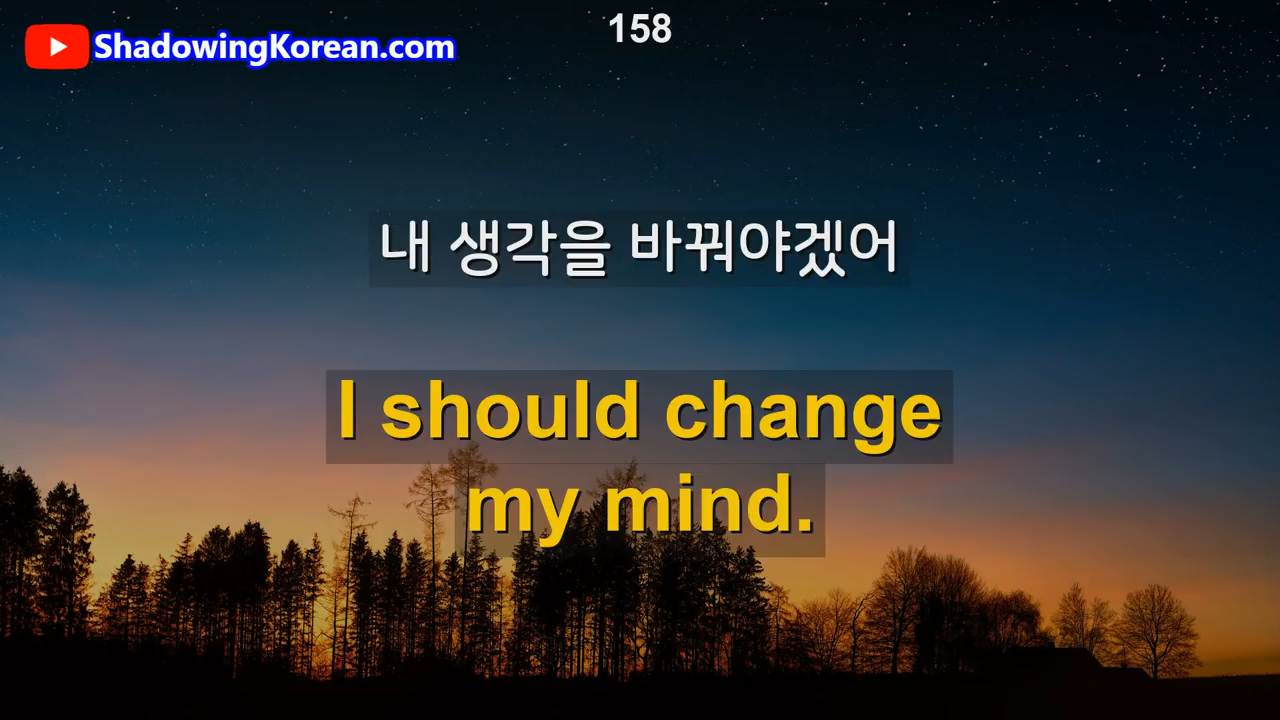 158
ShadowingKorean.com
내 생각을 바꿔야겠어
I should change
my mind.